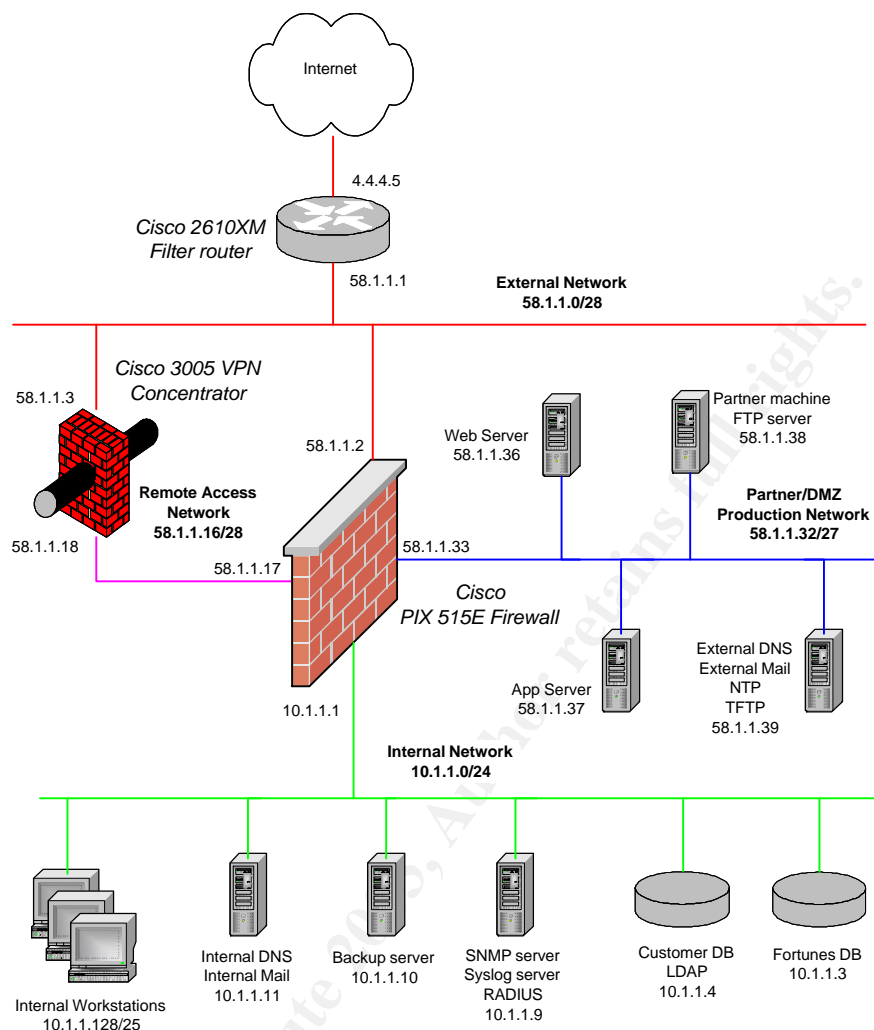 Internet
4.4.4.5
Cisco 2610XM
Filter router
58.1.1.1
External Network
58.1.1.0/28
Cisco 3005 VPN
Concentrator
58.1.1.3
58.1.1.2
Web Server
58.1.1.36
Partner machine
FTP server
58.1.1.38
Remote Access
Network
58.1.1.16/28
Partner/DMZ
Production Network
58.1.1.32/27
58.1.1.18
58.1.1.17
58.1.1.33
Cisco
PIX 515E Firewall
App Server
58.1.1.37
External DNS
External Mail
NTP
TFTP
58.1.1.39
10.1.1.1
Internal Network
10.1.1.0/24
Internal Workstations
10.1.1.128/25
Internal DNS
Internal Mail
10.1.1.11
Backup server
10.1.1.10
SNMP server
Syslog server
RADIUS
10.1.1.9
Customer DB
LDAP
10.1.1.4
Fortunes DB
10.1.1.3
Author retains full rights.